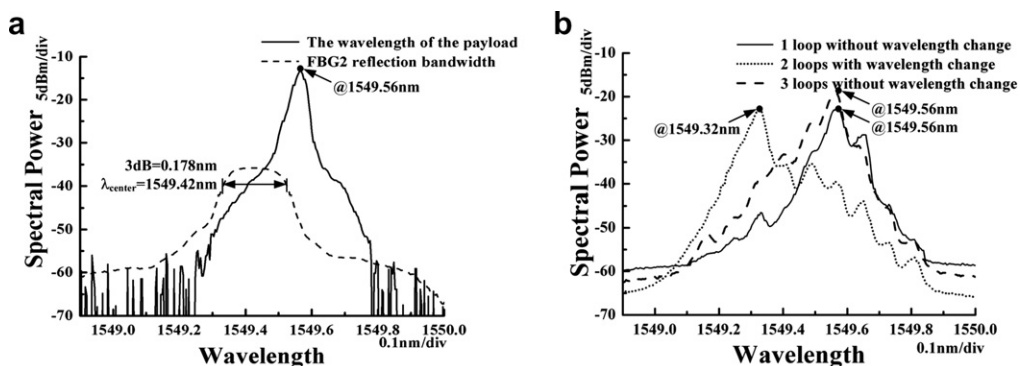 a
The wavelength of the payload
FBG2 reflection bandwidth
@1549.56nm
3dB=0.178nm
λcenter=1549.42nm
Spectral Power 5dBm/div
-10
-20
-30
-40
-50
-60
-70
1549.0 1549.2 1549.4 1549.6 1549.8 1550.0
Wavelength 0.1nm/div
b
1 loop without wavelength change
2 loops with wavelength change
3 loops without wavelength change
@1549.56nm
@1549.56nm
@1549.32nm
Spectral Power 5dBm/div
-10
-20
-30
-40
-50
-60
-70
1549.0 1549.2 1549.4 1549.6 1549.8 1550.0
Wavelength 0.1nm/div